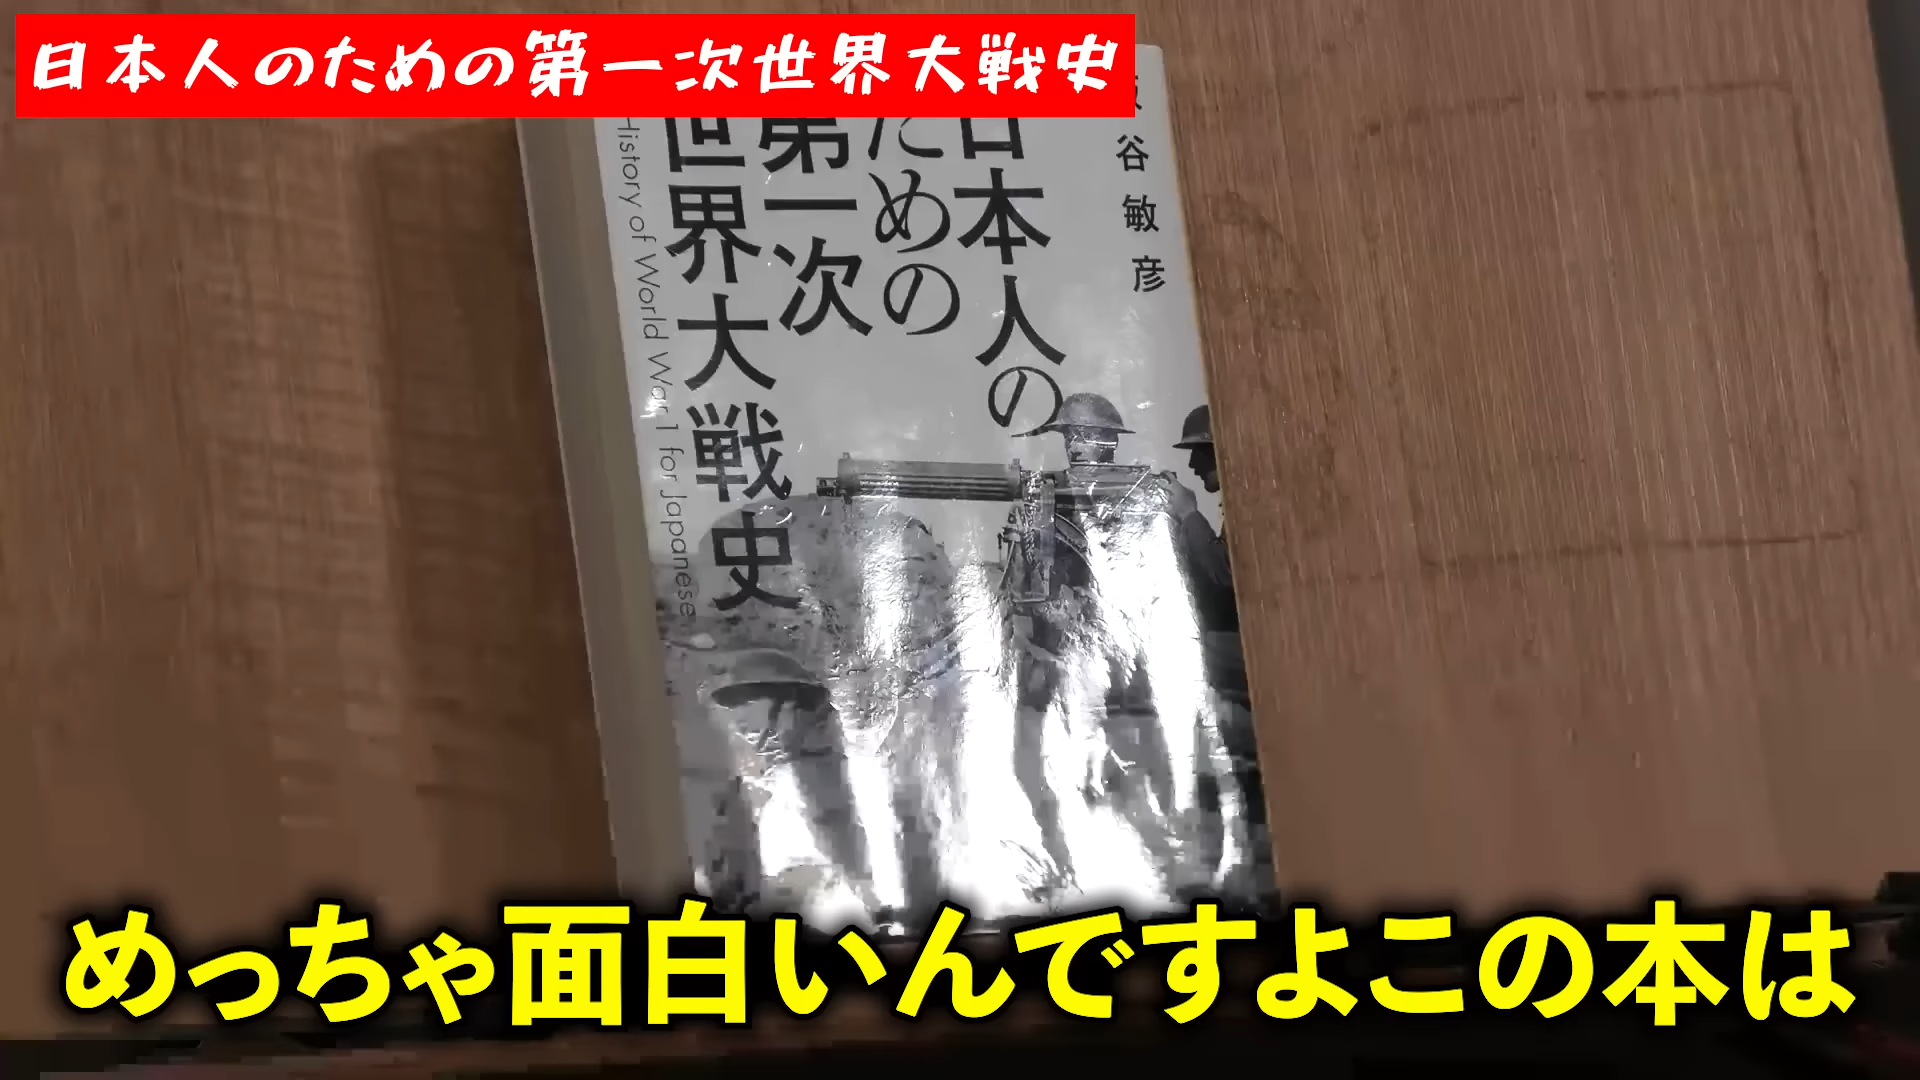 日本人のための第一次世界大戦史
谷敏彦
日本人の
ための
第一次
世界大戦史
History of World War 1 for Japanese
めっちゃ面白いんですよこの本は